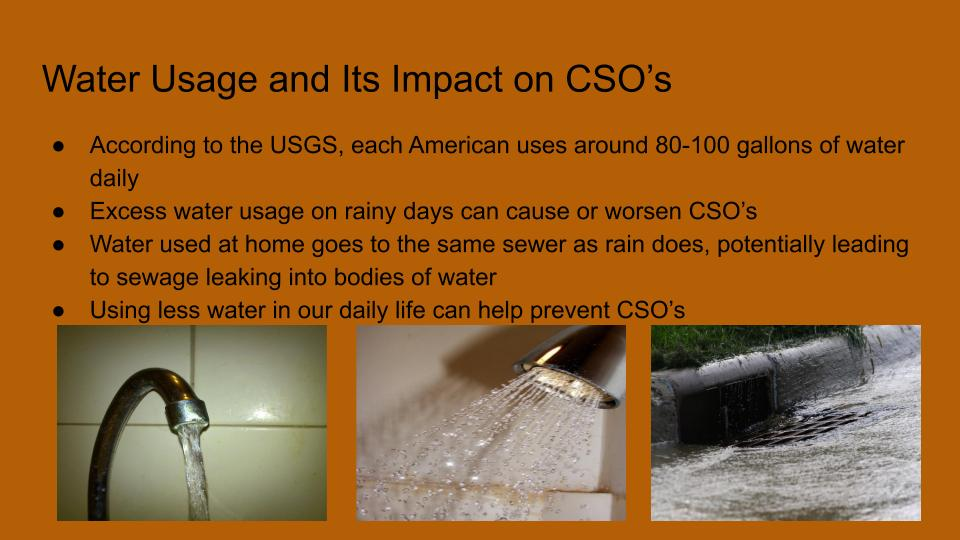 Water Usage and Its Impact on CSO’s
● According to the USGS, each American uses around 80-100 gallons of water
daily
● Excess water usage on rainy days can cause or worsen CSO’s
● Water used at home goes to the same sewer as rain does, potentially leading
to sewage leaking into bodies of water
● Using less water in our daily life can help prevent CSO’s